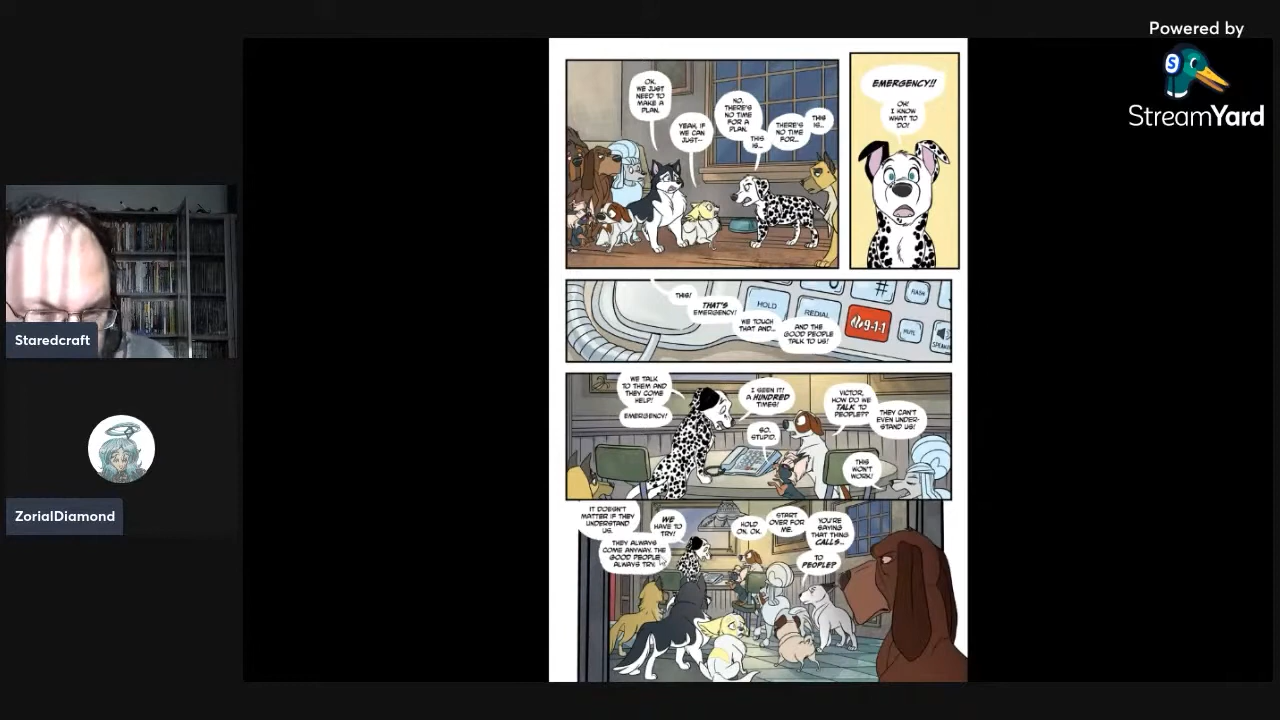 Powered by
StreamYard
OK.
WE JUST
NEED TO
MAKE A
PLAN.
YEAH, IF
WE CAN
JUST--
NO.
THERE'S
NO TIME
FOR A
PLAN.
THIS
IS...
THERE'S
NO TIME
FOR...
THIS
IS...
EMERGENCY!!
OH!
I KNOW
WHAT TO
DO!
THIS!
THAT'S
EMERGENCY!
WE TOUCH
THAT AND...
AND THE
GOOD PEOPLE
TALK TO US!
HOLD
REDIAL
#
FLASH
9-1-1
MUTE
WE TALK
TO THEM AND
THEY COME
HELP!
EMERGENCY!
I SEEN IT!
A HUNDRED
TIMES!
SO.
STUPID.
VICTOR,
HOW DO WE
TALK TO
PEOPLE??
THEY CAN'T
EVEN UNDER-
STAND US!
THIS
WON'T
WORK!
IT DOESN'T
MATTER IF THEY
UNDERSTAND
US.
THEY ALWAYS
COME ANYWAY. THE
GOOD PEOPLE
ALWAYS TRY.
WE
HAVE TO
TRY!
HOLD
ON. OK.
START
OVER FOR
ME.
YOU'RE
SAYING
THAT THING
CALLS...
TO
PEOPLE?
Staredcraft
ZorialDiamond